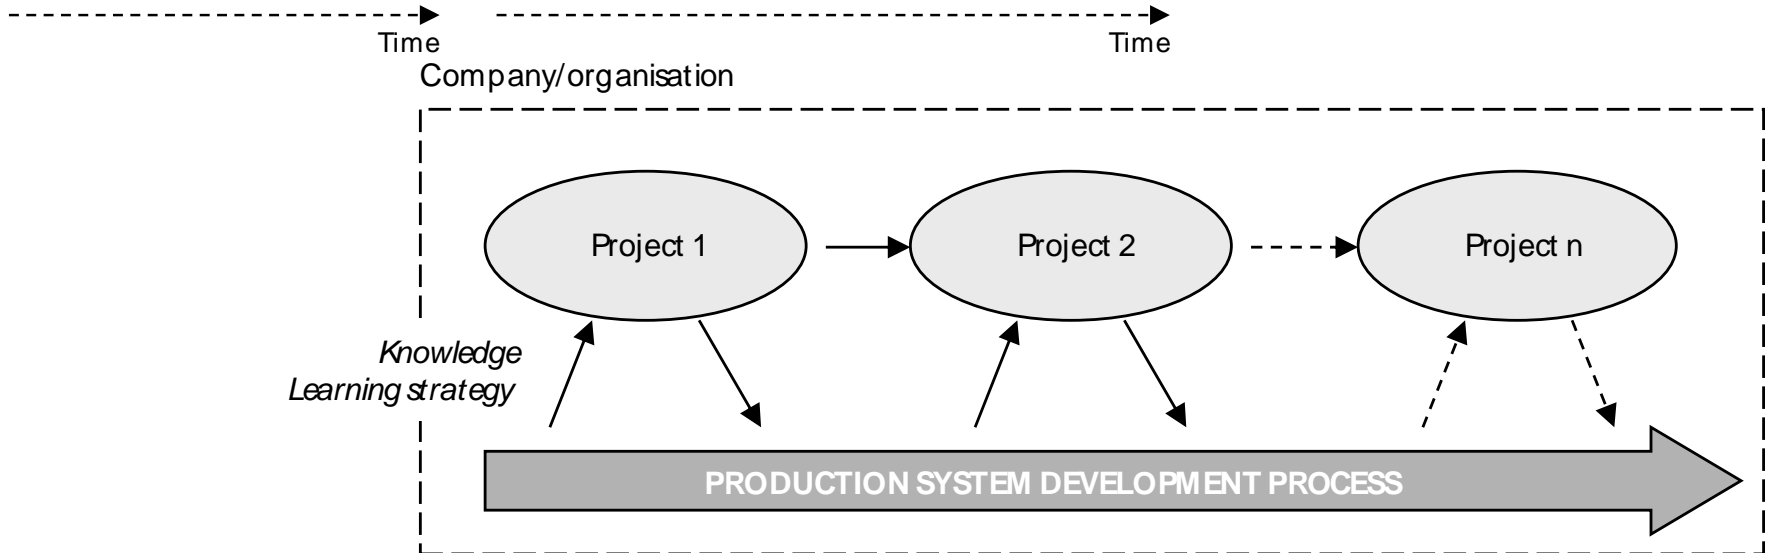 Time
Time
Company/organisation
Project 1
Project 2
Project n
Knowledge
Learning strategy
PRODUCTION SYSTEM DEVELOPMENT PROCESS